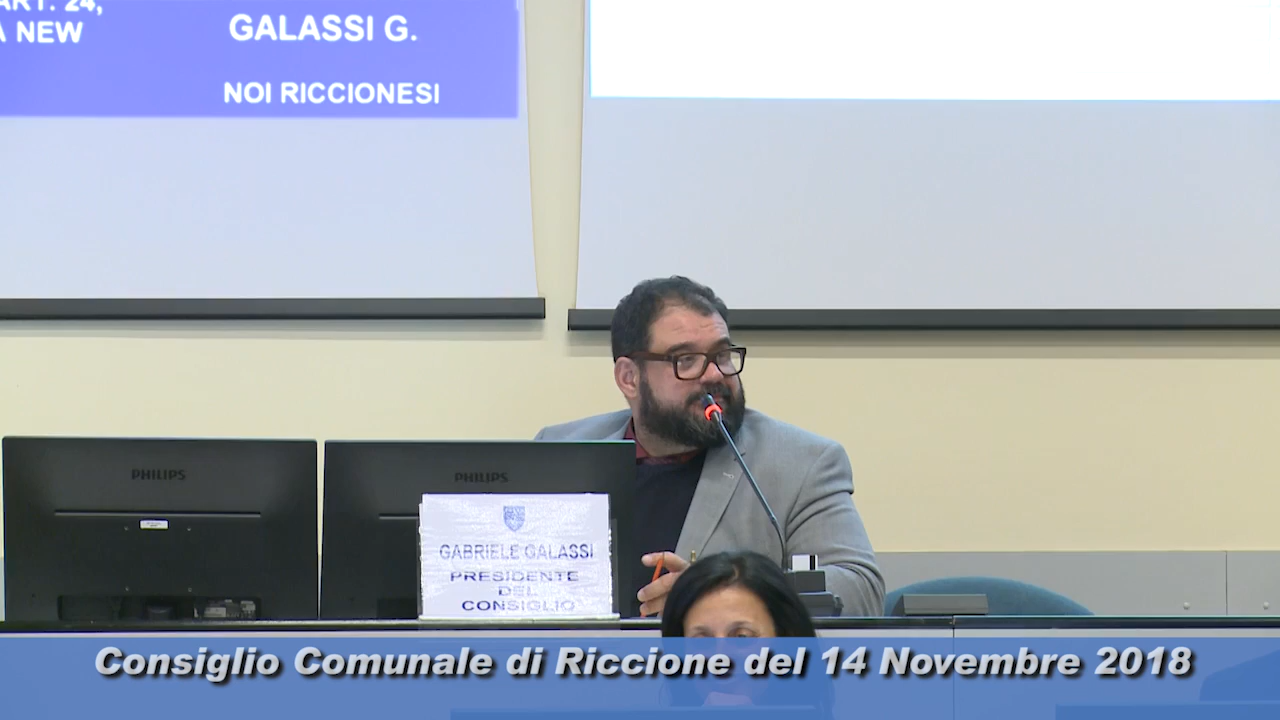 ART. 24,
A NEW
GALASSI G.
NOI RICCIONESI
PHILIPS
PHILIPS
GABRIELE GALASSI
PRESIDENTE
DEL
CONSIGLIO
Consiglio Comunale di Riccione del 14 Novembre 2018